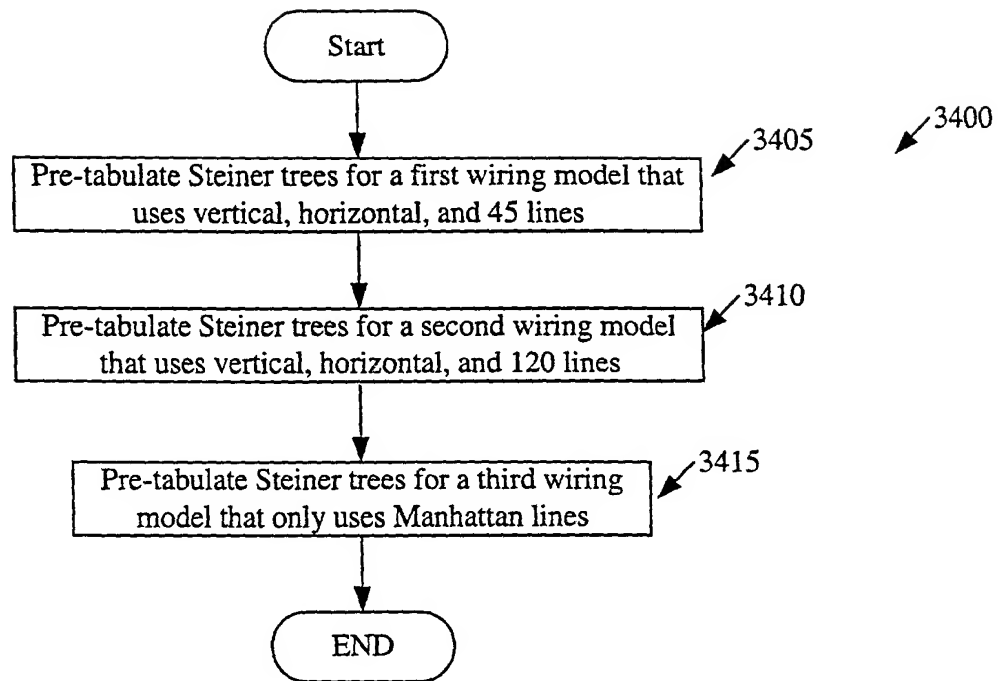 Start
3400
3405
Pre-tabulate Steiner trees for a first wiring model that
uses vertical, horizontal, and 45 lines
3410
Pre-tabulate Steiner trees for a second wiring model
that uses vertical, horizontal, and 120 lines
3415
Pre-tabulate Steiner trees for a third wiring
model that only uses Manhattan lines
END